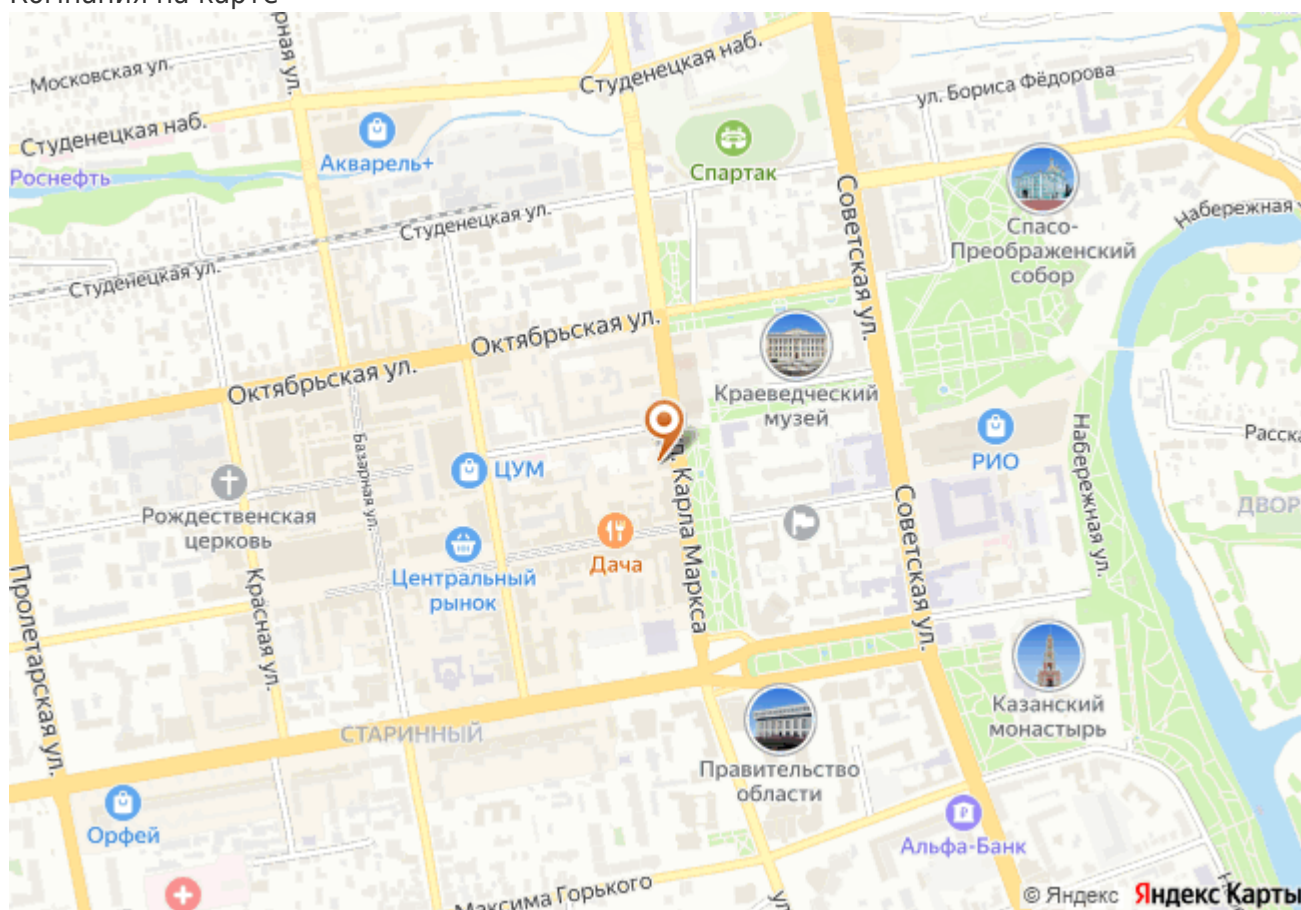 Компания на карте
Московская ул.
Студенецкая наб.
Студенецкая наб.
ул. Бориса Фёдорова
Акварель+
Роснефть
Спартак
Студенецкая ул.
Студенецкая ул.
Советская ул.
Спасо-
Преображенский
собор
Набережная
Октябрьская ул.
Октябрьская ул.
Краеведческий
музей
Базарная ул.
ЦУМ
РИО
Набережная ул.
ДВОР
Рождественская
церковь
Центральный
рынок
Дача
Карла Маркса
Советская ул.
Пролетарская ул.
Красная ул.
СТАРИННЫЙ
Казанский
монастырь
Правительство
области
Орфей
Альфа-Банк
Максима Горького
© Яндекс Яндекс Карты